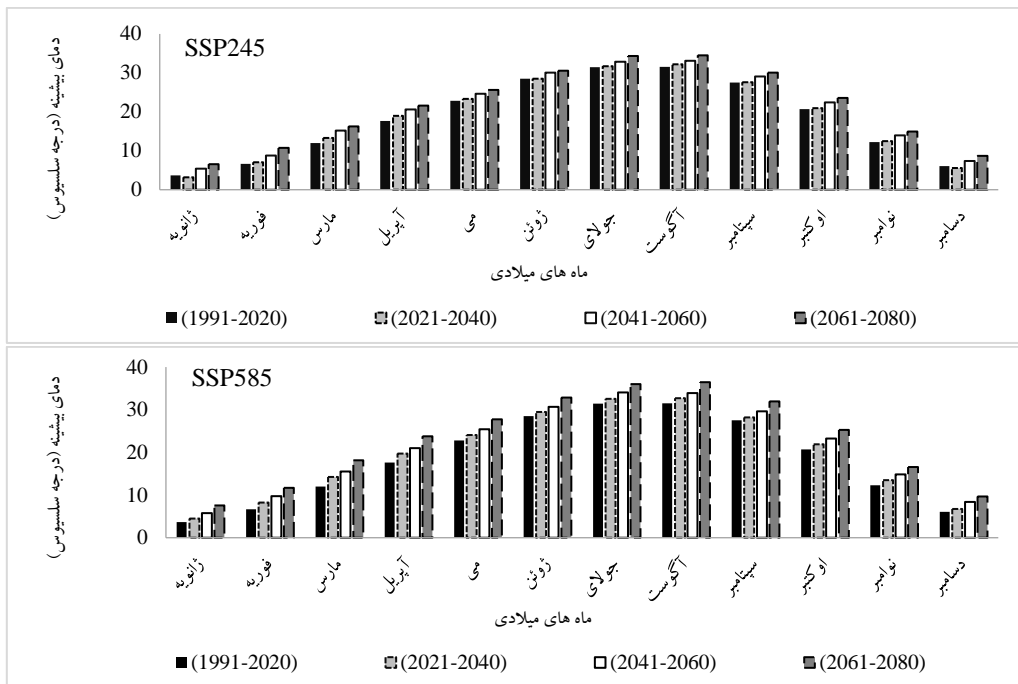 SSP245
دمای بیشینه (درجه سلسیوس)
40
30
20
10
0
ژانویه
فوریه
مارس
آپریل
می
ژوئن
جولای
آگوست
سپتامبر
اوکتبر
نوامبر
دسامبر
ماه های میلادی
(1991-2020)
(2021-2040)
(2041-2060)
(2061-2080)
SSP585
دمای بیشینه (درجه سلسیوس)
40
30
20
10
0
ژانویه
فوریه
مارس
آپریل
می
ژوئن
جولای
آگوست
سپتامبر
اوکتبر
نوامبر
دسامبر
ماه های میلادی
(1991-2020)
(2021-2040)
(2041-2060)
(2061-2080)